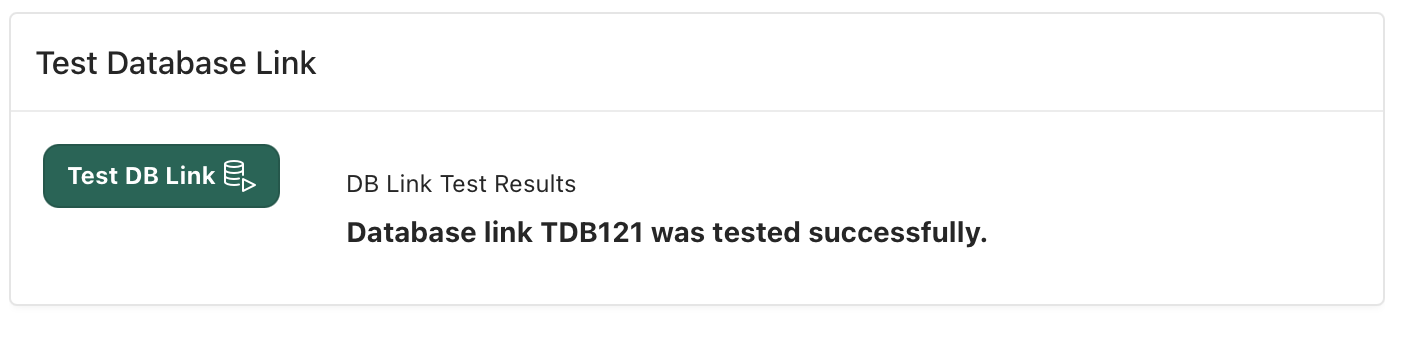 Test Database Link
Test DB Link
DB Link Test Results
Database link TDB121 was tested successfully.